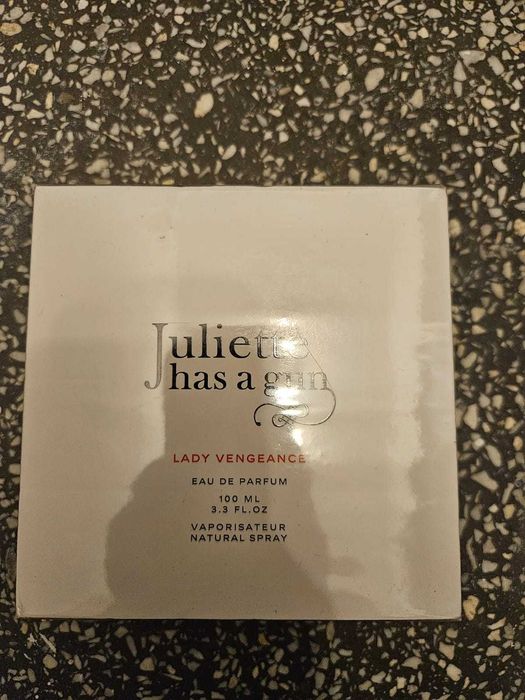 Juliette
has a gun
LADY VENGEANCE
EAU DE PARFUM
100 ML
3.3 FL.OZ
VAPORISATEUR
NATURAL SPRAY